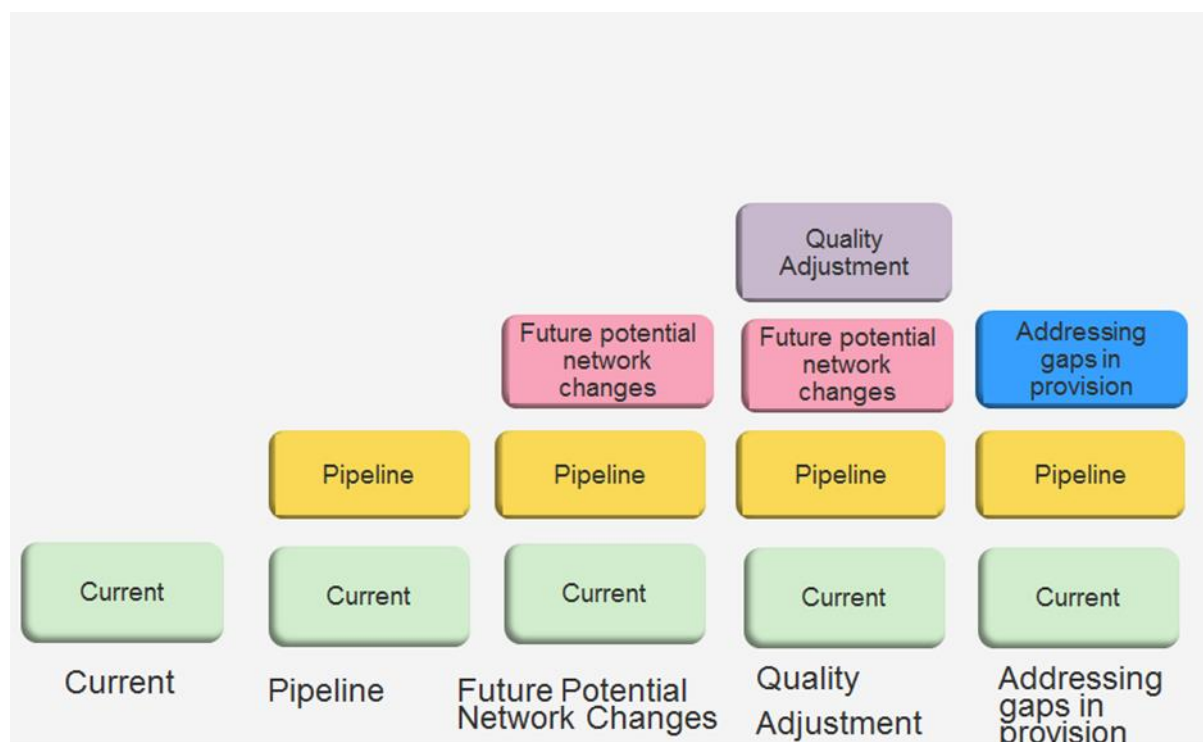 Quality
Adjustment
Future potential
network
changes
Future potential
network
changes
Addressing
gaps in
provision
Pipeline
Pipeline
Pipeline
Pipeline
Current
Current
Current
Current
Current
Current
Pipeline
Future Potential
Network Changes
Quality
Adjustment
Addressing
gaps in
provision